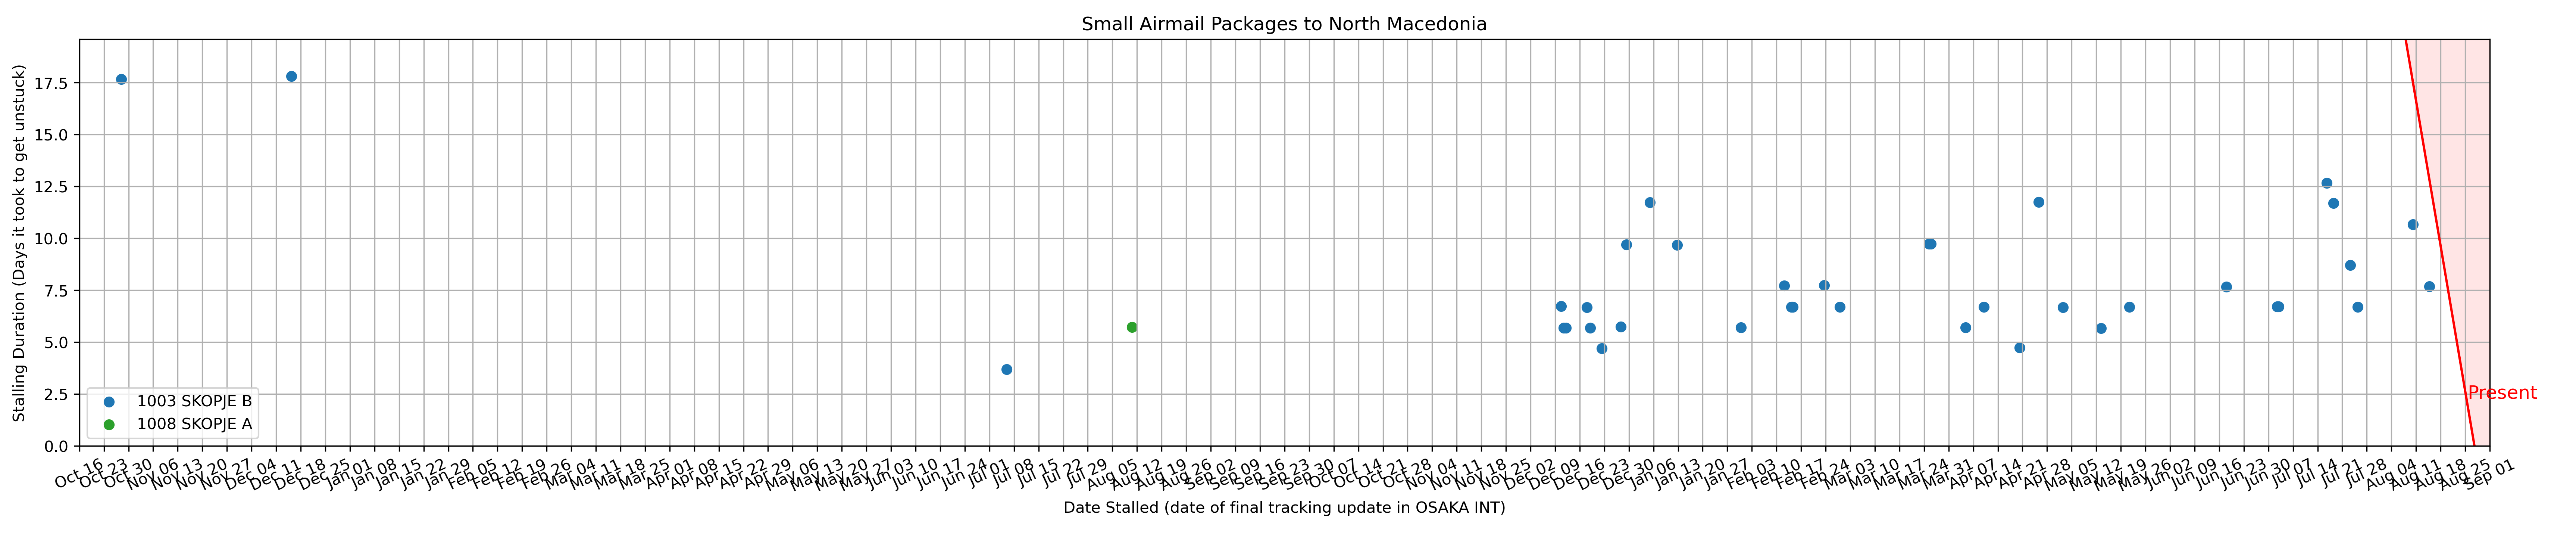 Small Airmail Packages to North Macedonia
Stalling Duration (Days it took to get unstuck)
17.5
15.0
12.5
10.0
7.5
5.0
2.5
0.0
1003 SKOPJE B
1008 SKOPJE A
Present
Oct 16
Oct 23
Oct 30
Nov 06
Nov 13
Nov 20
Nov 27
Dec 04
Dec 11
Dec 18
Dec 25
Jan 01
Jan 08
Jan 15
Jan 22
Jan 29
Feb 05
Feb 12
Feb 19
Feb 26
Mar 04
Mar 11
Mar 18
Mar 25
Apr 01
Apr 08
Apr 15
Apr 22
Apr 29
May 06
May 13
May 20
May 27
Jun 03
Jun 10
Jun 17
Jun 24
Jul 01
Jul 08
Jul 15
Jul 22
Jul 29
Aug 05
Aug 12
Aug 19
Aug 26
Sep 02
Sep 09
Sep 16
Sep 23
Sep 30
Oct 07
Oct 14
Oct 21
Oct 28
Nov 04
Nov 11
Nov 18
Nov 25
Dec 02
Dec 09
Dec 16
Dec 23
Dec 30
Jan 06
Jan 13
Jan 20
Jan 27
Feb 03
Feb 10
Feb 17
Feb 24
Mar 03
Mar 10
Mar 17
Mar 24
Mar 31
Apr 07
Apr 14
Apr 21
Apr 28
May 05
May 12
May 19
May 26
Jun 02
Jun 09
Jun 16
Jun 23
Jun 30
Jul 07
Jul 14
Jul 21
Jul 28
Aug 04
Aug 11
Aug 18
Aug 25
Sep 01
Date Stalled (date of final tracking update in OSAKA INT)